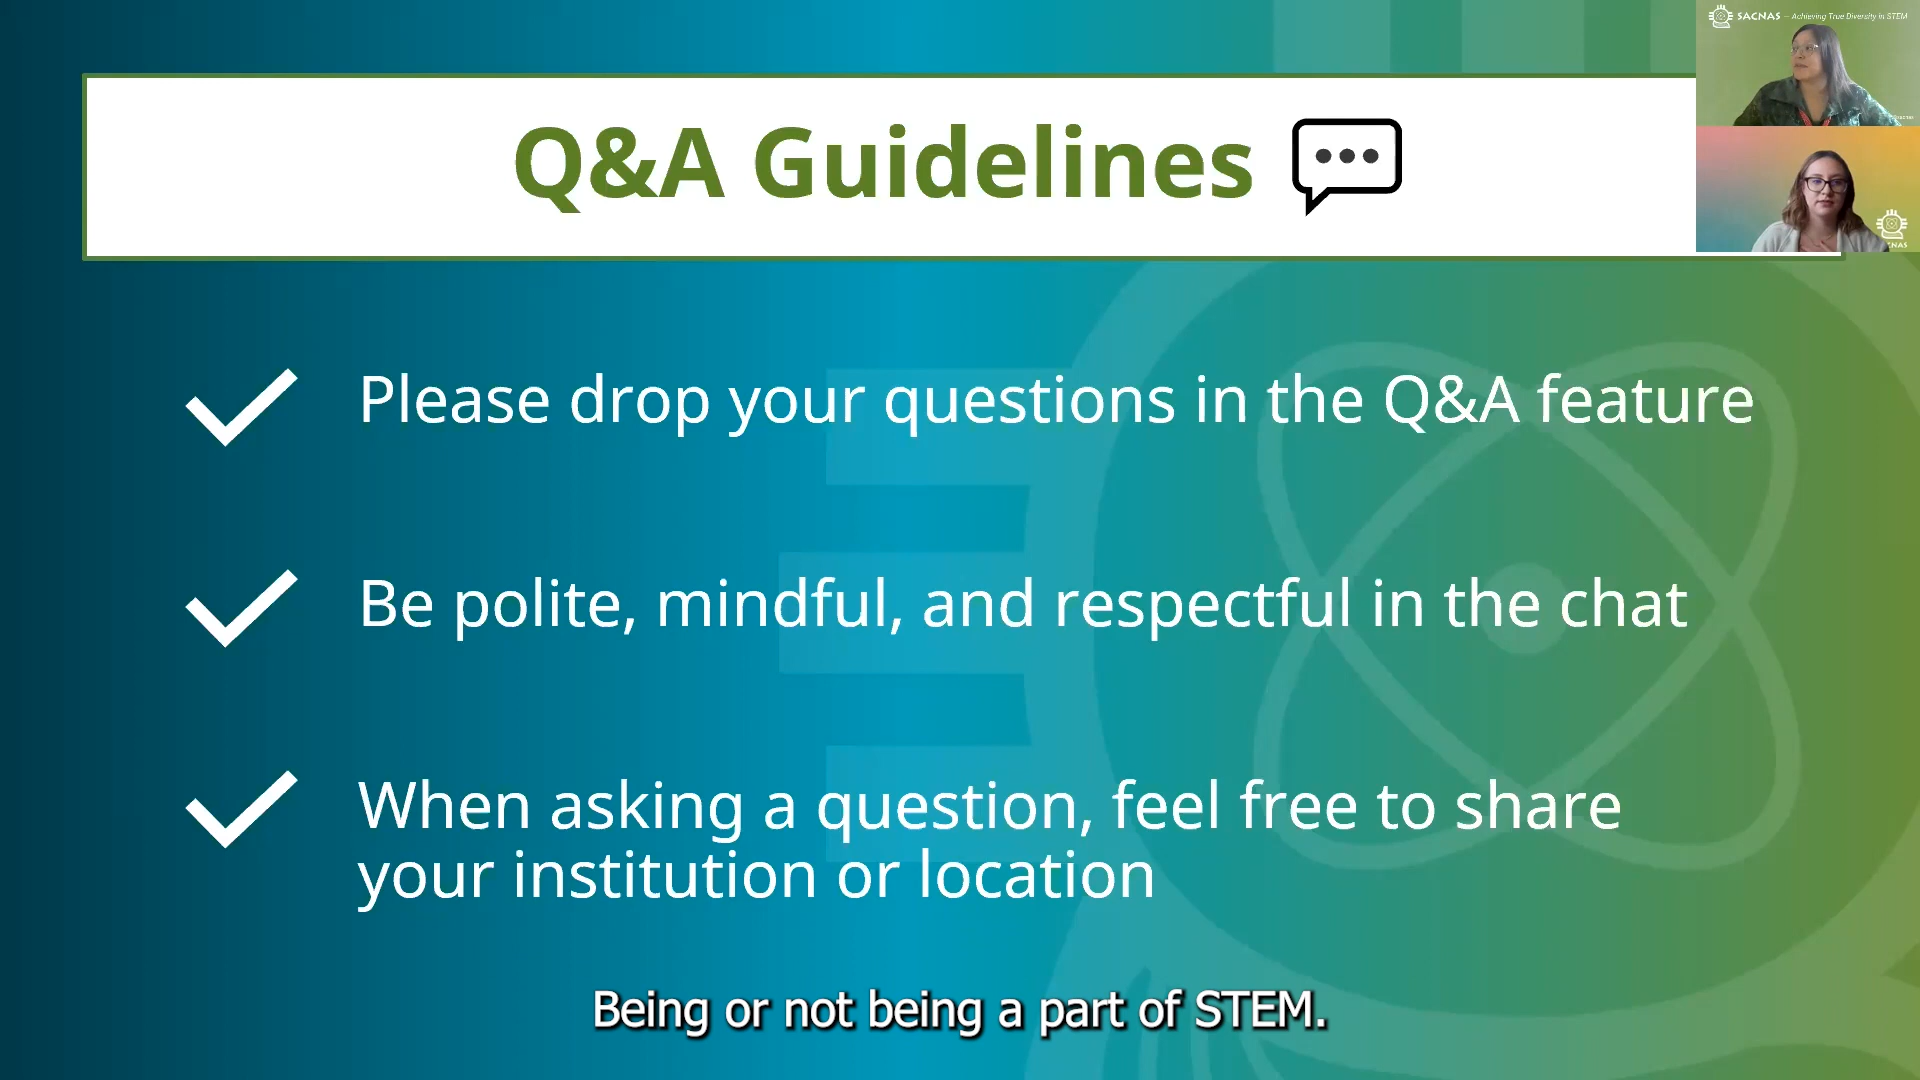 SACNAS – Achieving True Diversity in STEM
Q&A Guidelines
Please drop your questions in the Q&A feature
Be polite, mindful, and respectful in the chat
When asking a question, feel free to share
your institution or location
Being or not being a part of STEM.